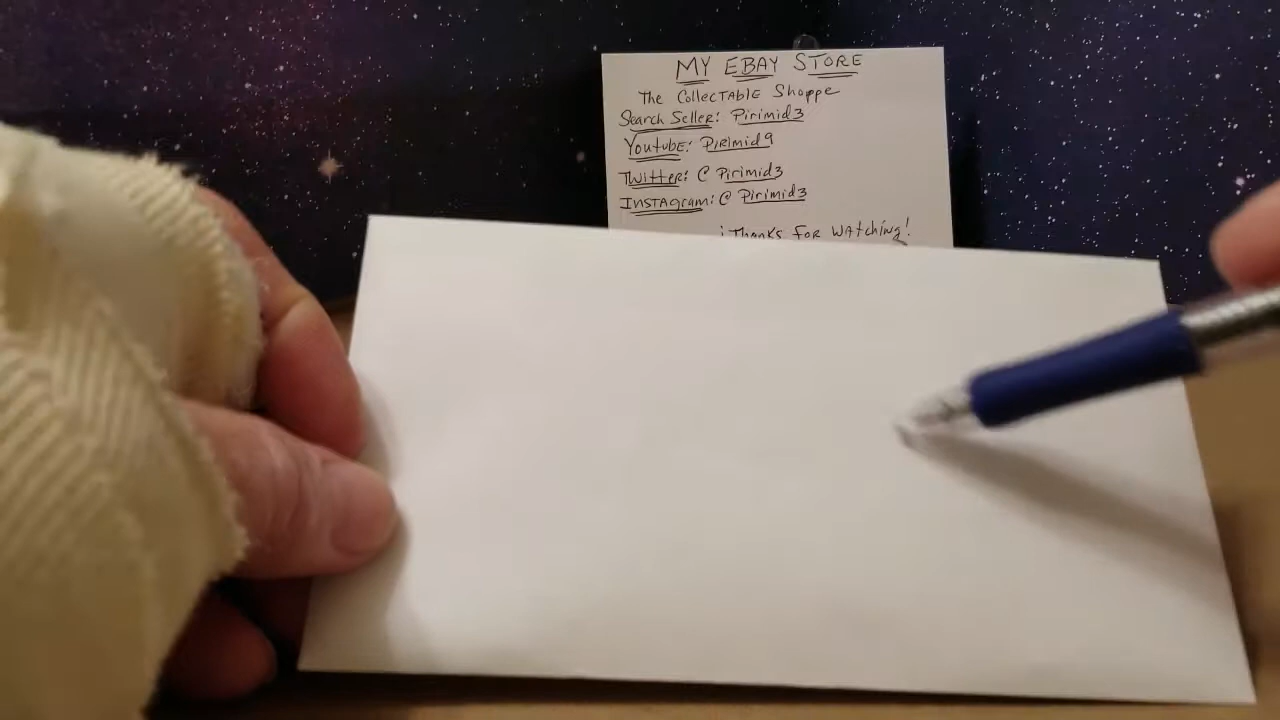 MY EBAY STORE
The CollecTABLE Shoppe
Search Seller: Pirimid3
Youtube: Pirimid9
Twitter: @ Pirimid3
INSTAgram: @ Pirimid3
¡Thanks For Watching!